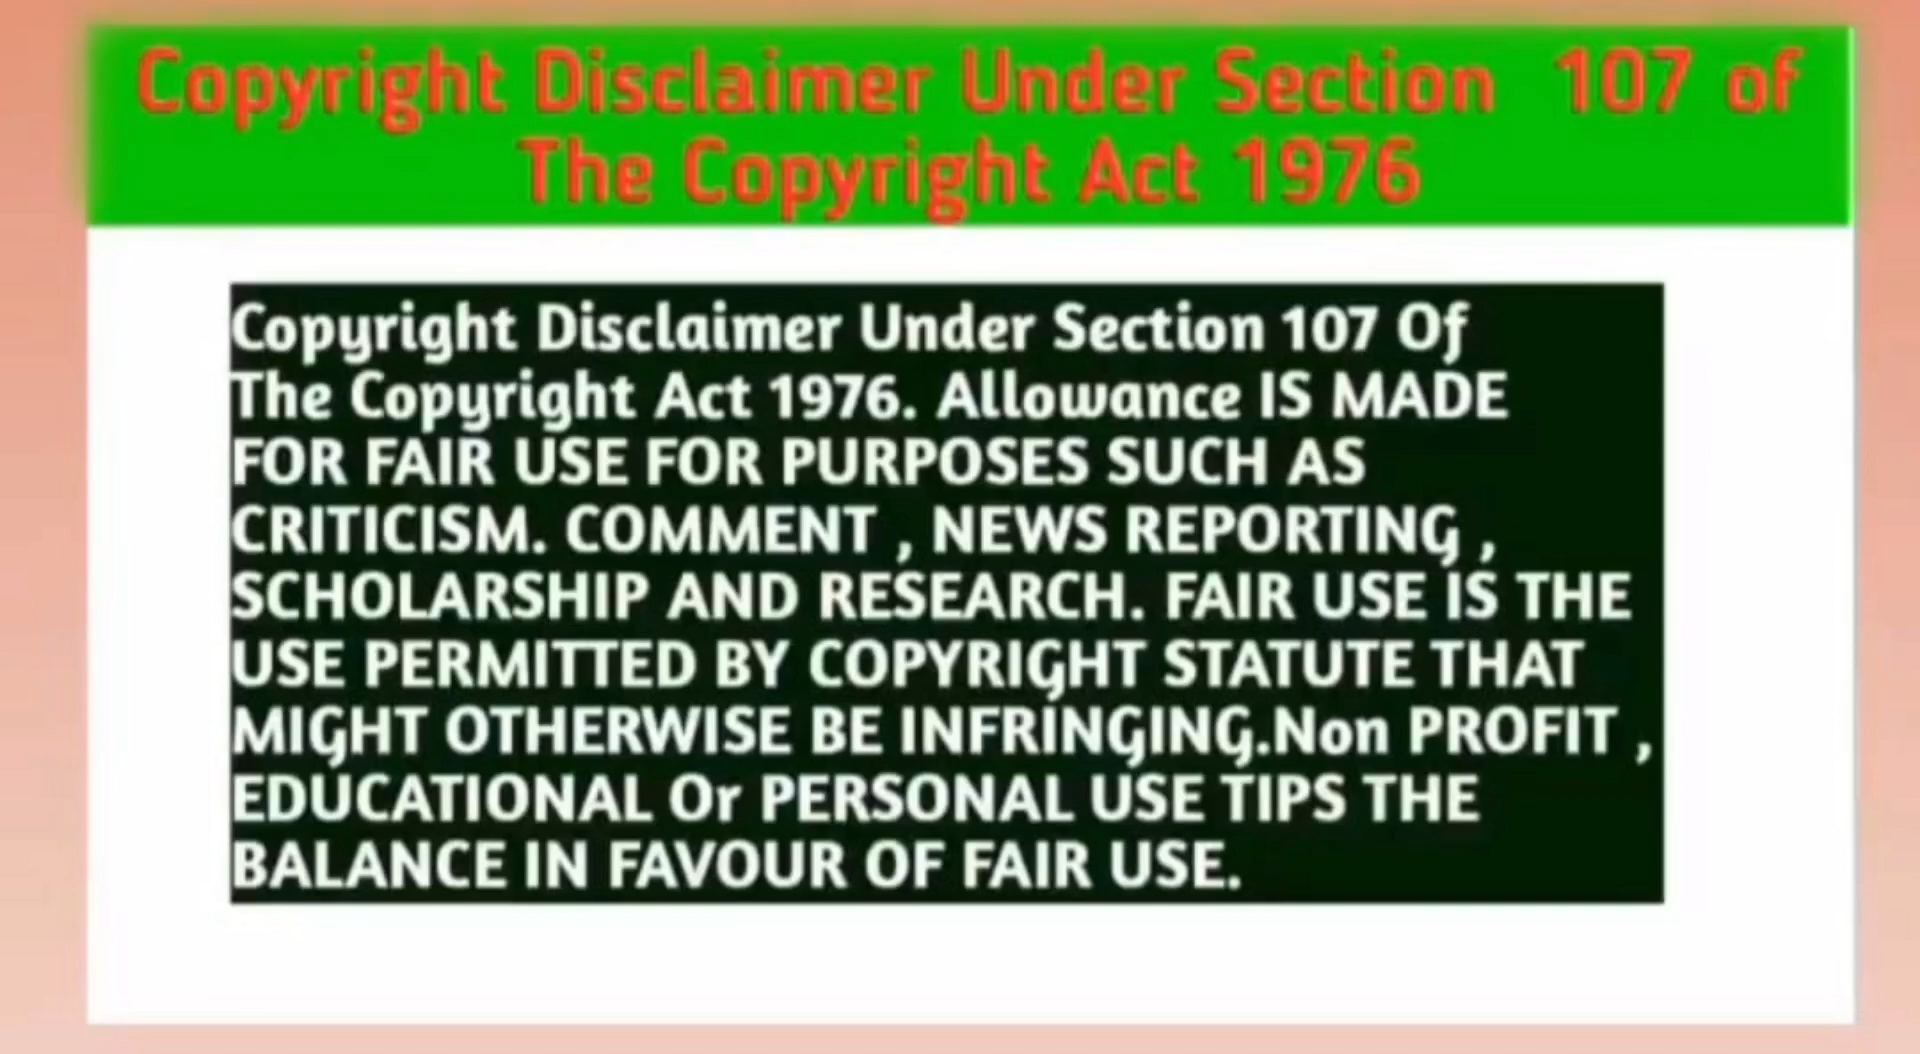 Copyright Disclaimer Under Section 107 of
The Copyright Act 1976
Copyright Disclaimer Under Section 107 Of
The Copyright Act 1976. Allowance IS MADE
FOR FAIR USE FOR PURPOSES SUCH AS
CRITICISM. COMMENT , NEWS REPORTING ,
SCHOLARSHIP AND RESEARCH. FAIR USE IS THE
USE PERMITTED BY COPYRIGHT STATUTE THAT
MIGHT OTHERWISE BE INFRINGING.Non PROFIT ,
EDUCATIONAL Or PERSONAL USE TIPS THE
BALANCE IN FAVOUR OF FAIR USE.